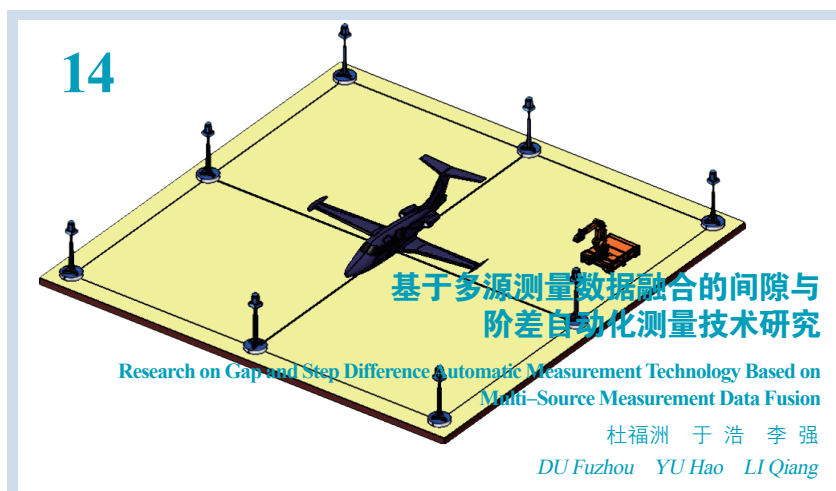 14
基于多源测量数据融合的间隙与
阶差自动化测量技术研究
Research on Gap and Step Difference Automatic Measurement Technology Based on
Multi–Source Measurement Data Fusion
杜福洲 于 浩 李 强
DU Fuzhou YU Hao LI Qiang